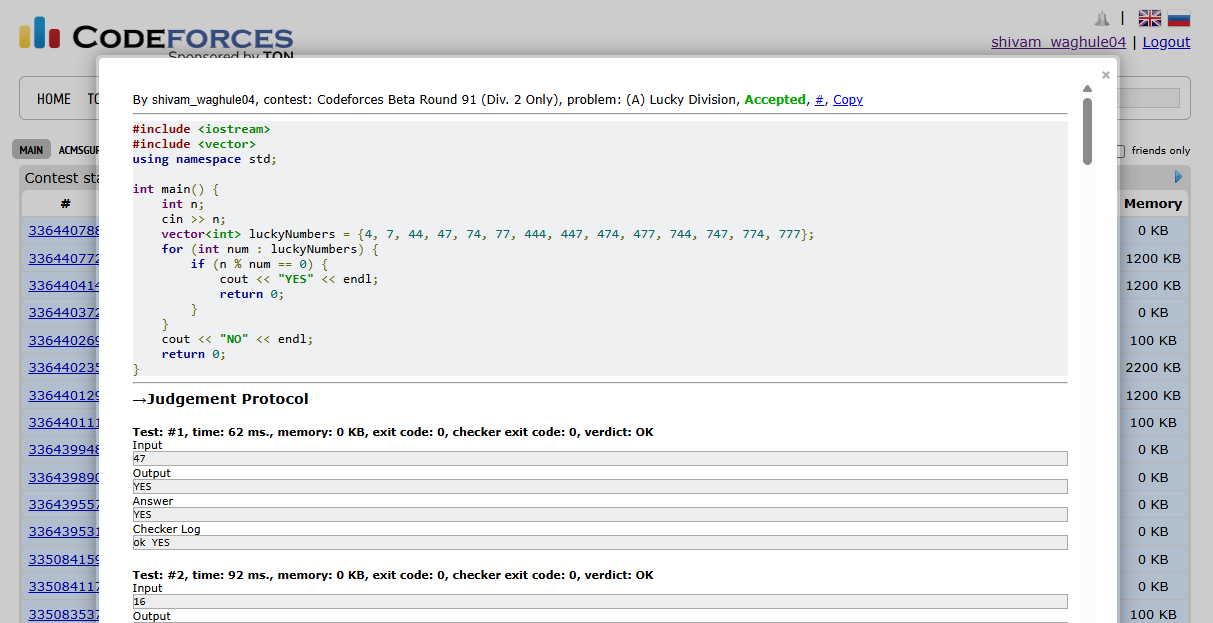 CODEFORCES
Sponsored by TON
|
shivam_waghule04 | Logout
HOME
MAIN ACMSGUR
friends only
Contest sta
#
Memory
336440788
0 KB
336440772
1200 KB
336440414
1200 KB
336440372
0 KB
336440269
100 KB
336440235
2200 KB
336440129
1200 KB
336440111
100 KB
336439948
0 KB
336439890
0 KB
336439557
0 KB
336439531
0 KB
335084159
0 KB
335084117
0 KB
335083537
100 KB
×
By shivam_waghule04, contest: Codeforces Beta Round 91 (Div. 2 Only), problem: (A) Lucky Division, Accepted, #, Copy
#include <iostream>
#include <vector>
using namespace std;
int main() {
    int n;
    cin >> n;
    vector<int> luckyNumbers = {4, 7, 44, 47, 74, 77, 444, 447, 474, 477, 744, 747, 774, 777};
    for (int num : luckyNumbers) {
        if (n % num == 0) {
            cout << "YES" << endl;
            return 0;
        }
    }
    cout << "NO" << endl;
    return 0;
}
→Judgement Protocol
Test: #1, time: 62 ms., memory: 0 KB, exit code: 0, checker exit code: 0, verdict: OK
Input
47
Output
YES
Answer
YES
Checker Log
ok YES
Test: #2, time: 92 ms., memory: 0 KB, exit code: 0, checker exit code: 0, verdict: OK
Input
16
Output